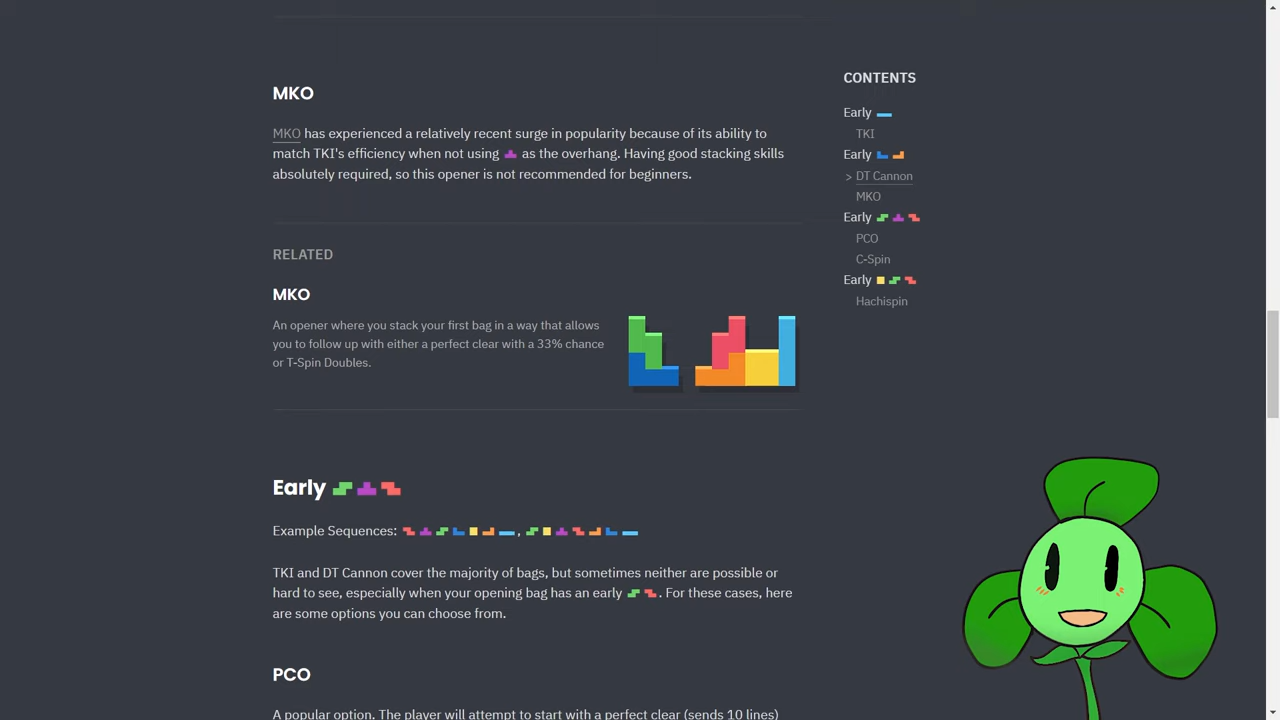 MKO
MKO has experienced a relatively recent surge in popularity because of its ability to
match TKI's efficiency when not using as the overhang. Having good stacking skills
absolutely required, so this opener is not recommended for beginners.
RELATED
MKO
An opener where you stack your first bag in a way that allows
you to follow up with either a perfect clear with a 33% chance
or T-Spin Doubles.
Early
Example Sequences: ,
TKI and DT Cannon cover the majority of bags, but sometimes neither are possible or
hard to see, especially when your opening bag has an early . For these cases, here
are some options you can choose from.
PCO
A popular option. The player will attempt to start with a perfect clear (sends 10 lines)
CONTENTS
Early
TKI
Early
> DT Cannon
MKO
Early
PCO
C-Spin
Early
Hachispin